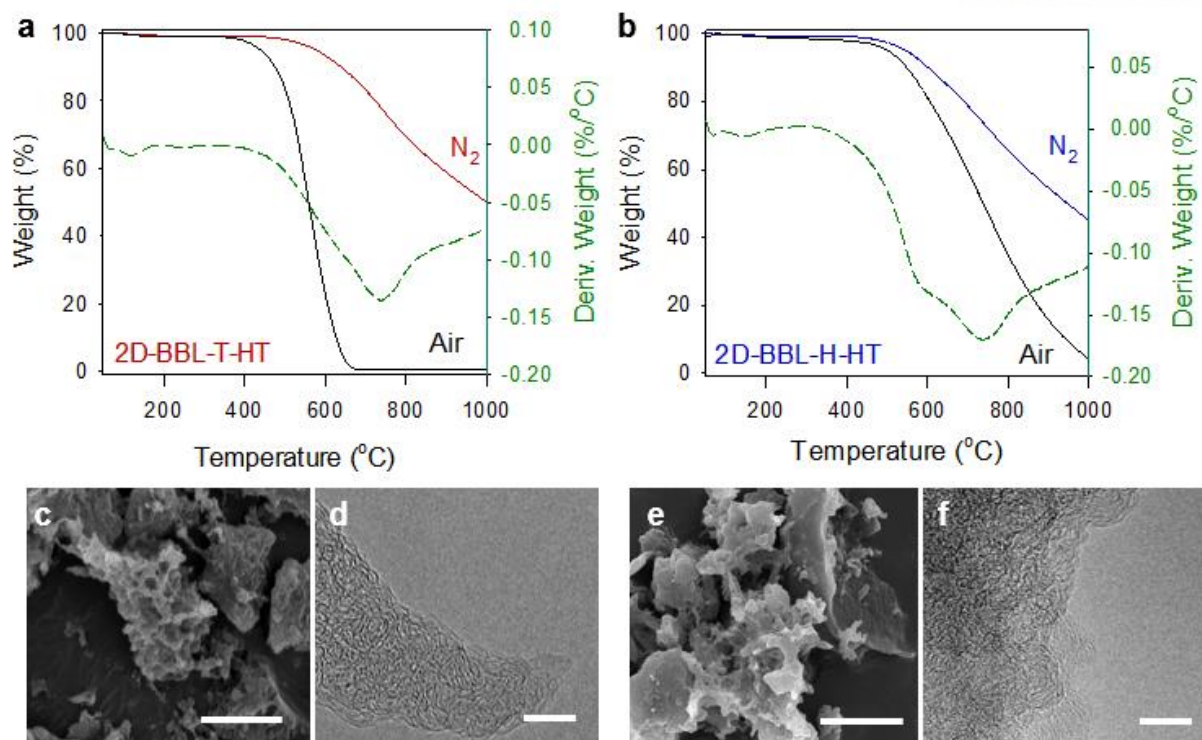 a
100
80
60
40
20
0
Weight (%)
0.10
0.05
0.00
-0.05
-0.10
-0.15
-0.20
Deriv. Weight (%/°C)
N2
Air
2D-BBL-T-HT
200 400 600 800 1000
Temperature (°C)
b
100
80
60
40
20
0
Weight (%)
0.05
0.00
-0.05
-0.10
-0.15
-0.20
Deriv. Weight (%/°C)
N2
Air
2D-BBL-H-HT
200 400 600 800 1000
Temperature (°C)
c
d
e
f